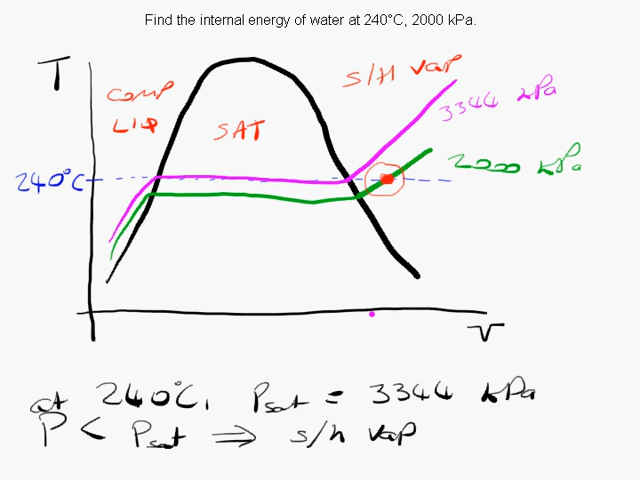 Find the internal energy of water at 240°C, 2000 kPa.
T
COMP
LIQ
SAT
S/H VAP
3344 kPa
2000 kPa
240°C
V
at 240°C, Psat = 3344 kPa
P < Psat ⇒ s/h vap